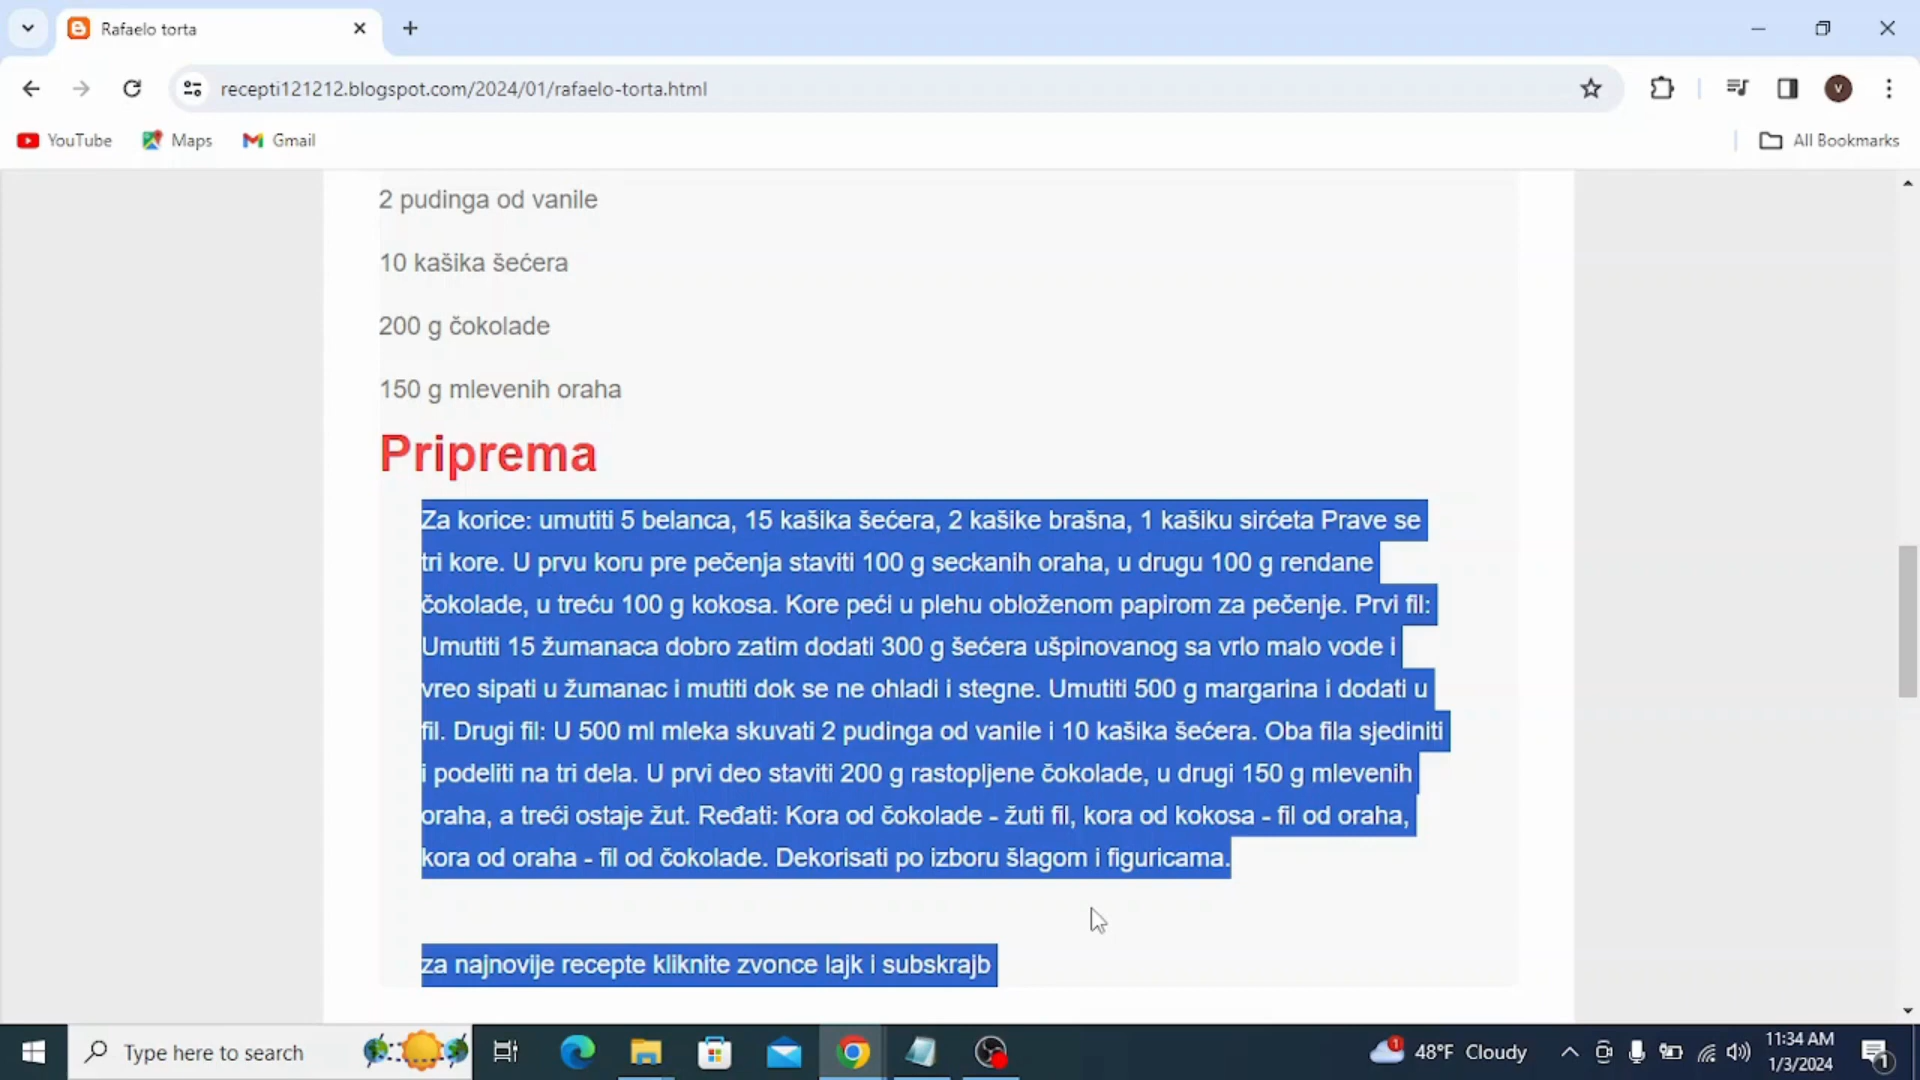 Rafaelo torta
recepti121212.blogspot.com/2024/01/rafaelo-torta.html
V
YouTube
Maps
Gmail
All Bookmarks
2 pudinga od vanile
10 kašika šećera
200 g čokolade
150 g mlevenih oraha
Priprema
Za korice: umutiti 5 belanca, 15 kašika šećera, 2 kašike brašna, 1 kašiku sirćeta Prave se
tri kore. U prvu koru pre pečenja staviti 100 g seckanih oraha, u drugu 100 g rendane
čokolade, u treću 100 g kokosa. Kore peći u plehu obloženom papirom za pečenje. Prvi fil:
Umutiti 15 žumanaca dobro zatim dodati 300 g šećera ušpinovanog sa vrlo malo vode i
vreo sipati u žumanac i mutiti dok se ne ohladi i stegne. Umutiti 500 g margarina i dodati u
fil. Drugi fil: U 500 ml mleka skuvati 2 pudinga od vanile i 10 kašika šećera. Oba fila sjediniti
i podeliti na tri dela. U prvi deo staviti 200 g rastopljene čokolade, u drugi 150 g mlevenih
oraha, a treći ostaje žut. Ređati: Kora od čokolade - žuti fil, kora od kokosa - fil od oraha,
kora od oraha - fil od čokolade. Dekorisati po izboru šlagom i figuricama.
za najnovije recepte kliknite zvonce lajk i subskrajb
Type here to search
1
48°F Cloudy
11:34 AM
1/3/2024
1